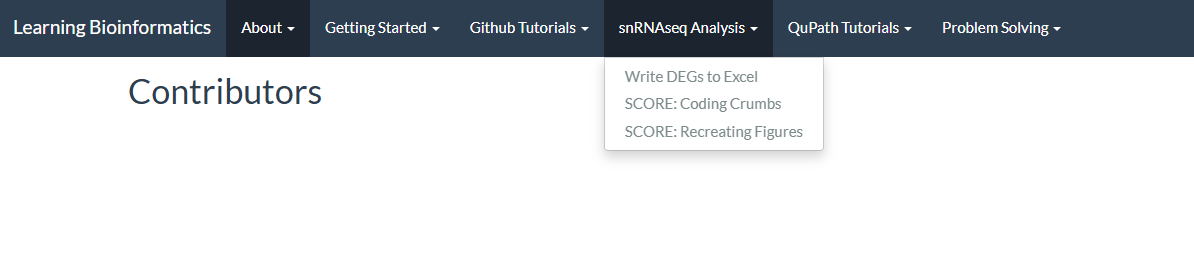 Learning Bioinformatics About Getting Started Github Tutorials snRNAseq Analysis QuPath Tutorials Problem Solving
Write DEGs to Excel
SCORE: Coding Crumbs
SCORE: Recreating Figures
Contributors